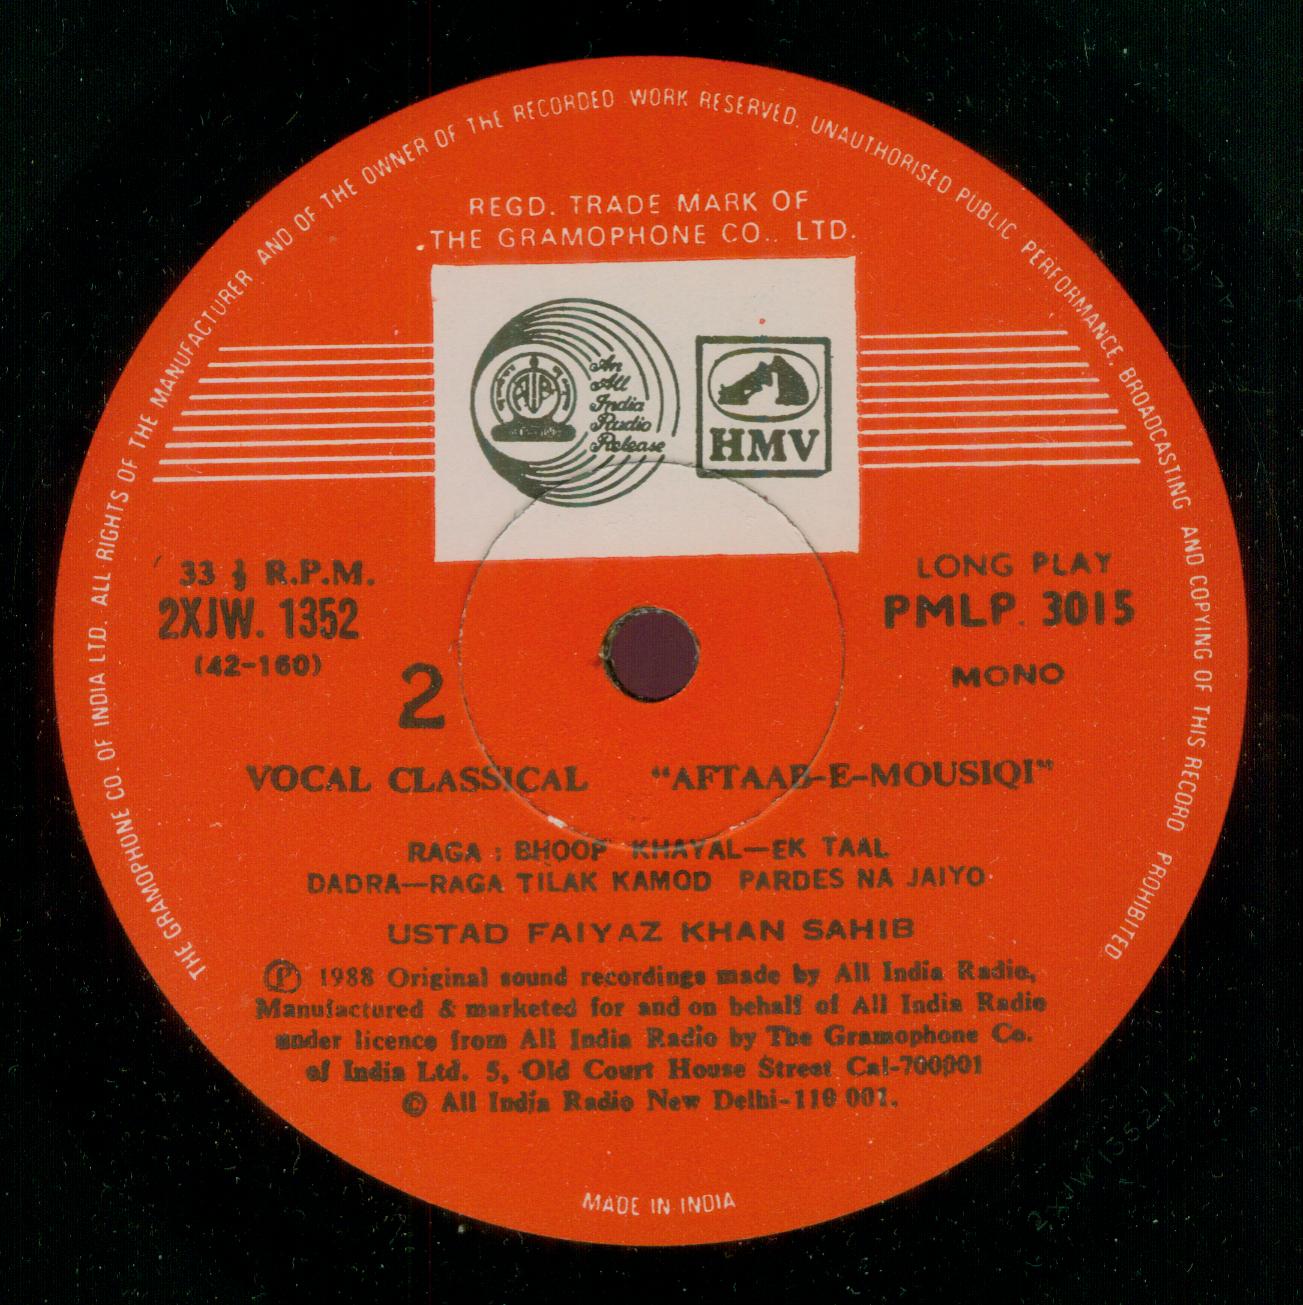 THE GRAMOPHONE CO. OF INDIA LTD. ALL RIGHTS OF THE MANUFACTURER AND OF THE OWNER OF THE RECORDED WORK RESERVED. UNAUTHORISED PUBLIC PERFORMANCE, BROADCASTING AND COPYING OF THIS RECORD PROHIBITED
REGD. TRADE MARK OF
THE GRAMOPHONE CO.. LTD.
AIR
An
All
India
Radio
Release
HMV
33 ⅓ R.P.M.
2XJW. 1352
(42-160)
2
LONG PLAY
PMLP. 3015
MONO
VOCAL CLASSICAL "AFTAAB-E-MOUSIQI"
RAGA : BHOOP KHAYAL—EK TAAL
DADRA—RAGA TILAK KAMOD PARDES NA JAIYO
USTAD FAIYAZ KHAN SAHIB
Ⓟ 1988 Original sound recordings made by All India Radio,
Manufactured & marketed for and on behalf of All India Radio
under licence from All India Radio by The Gramophone Co.
of India Ltd. 5, Old Court House Street Cal-700001
© All India Radio New Delhi-110 001.
MADE IN INDIA
2XJW 1352